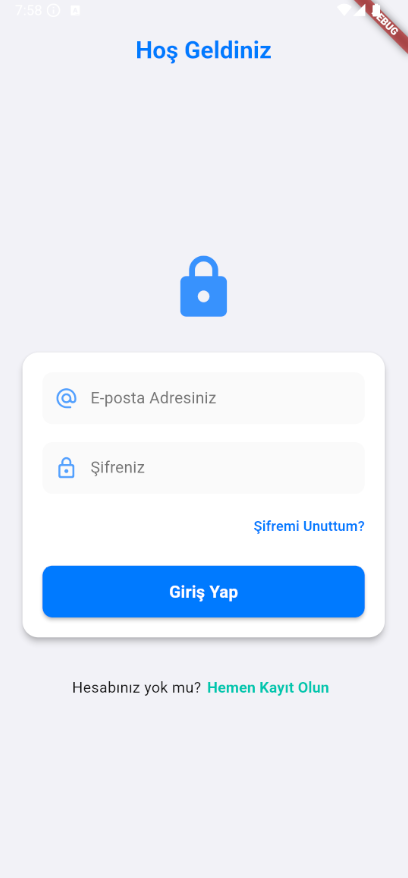 7:58
DEBUG
Hoş Geldiniz
E-posta Adresiniz
Şifreniz
Şifremi Unuttum?
Giriş Yap
Hesabınız yok mu? Hemen Kayıt Olun